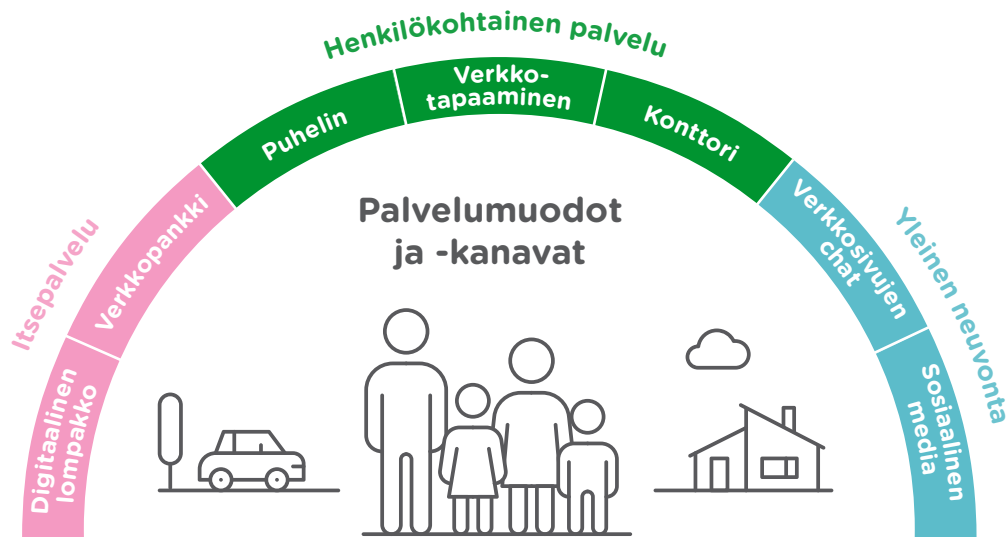 Henkilökohtainen palvelu
Verkko-
tapaaminen
Puhelin
Konttori
Palvelumuodot
ja -kanavat
Itsepalvelu
Verkkopankki
Digitaalinen
lompakko
Yleinen neuvonta
Verkkosivujen
chat
Sosiaalinen
media